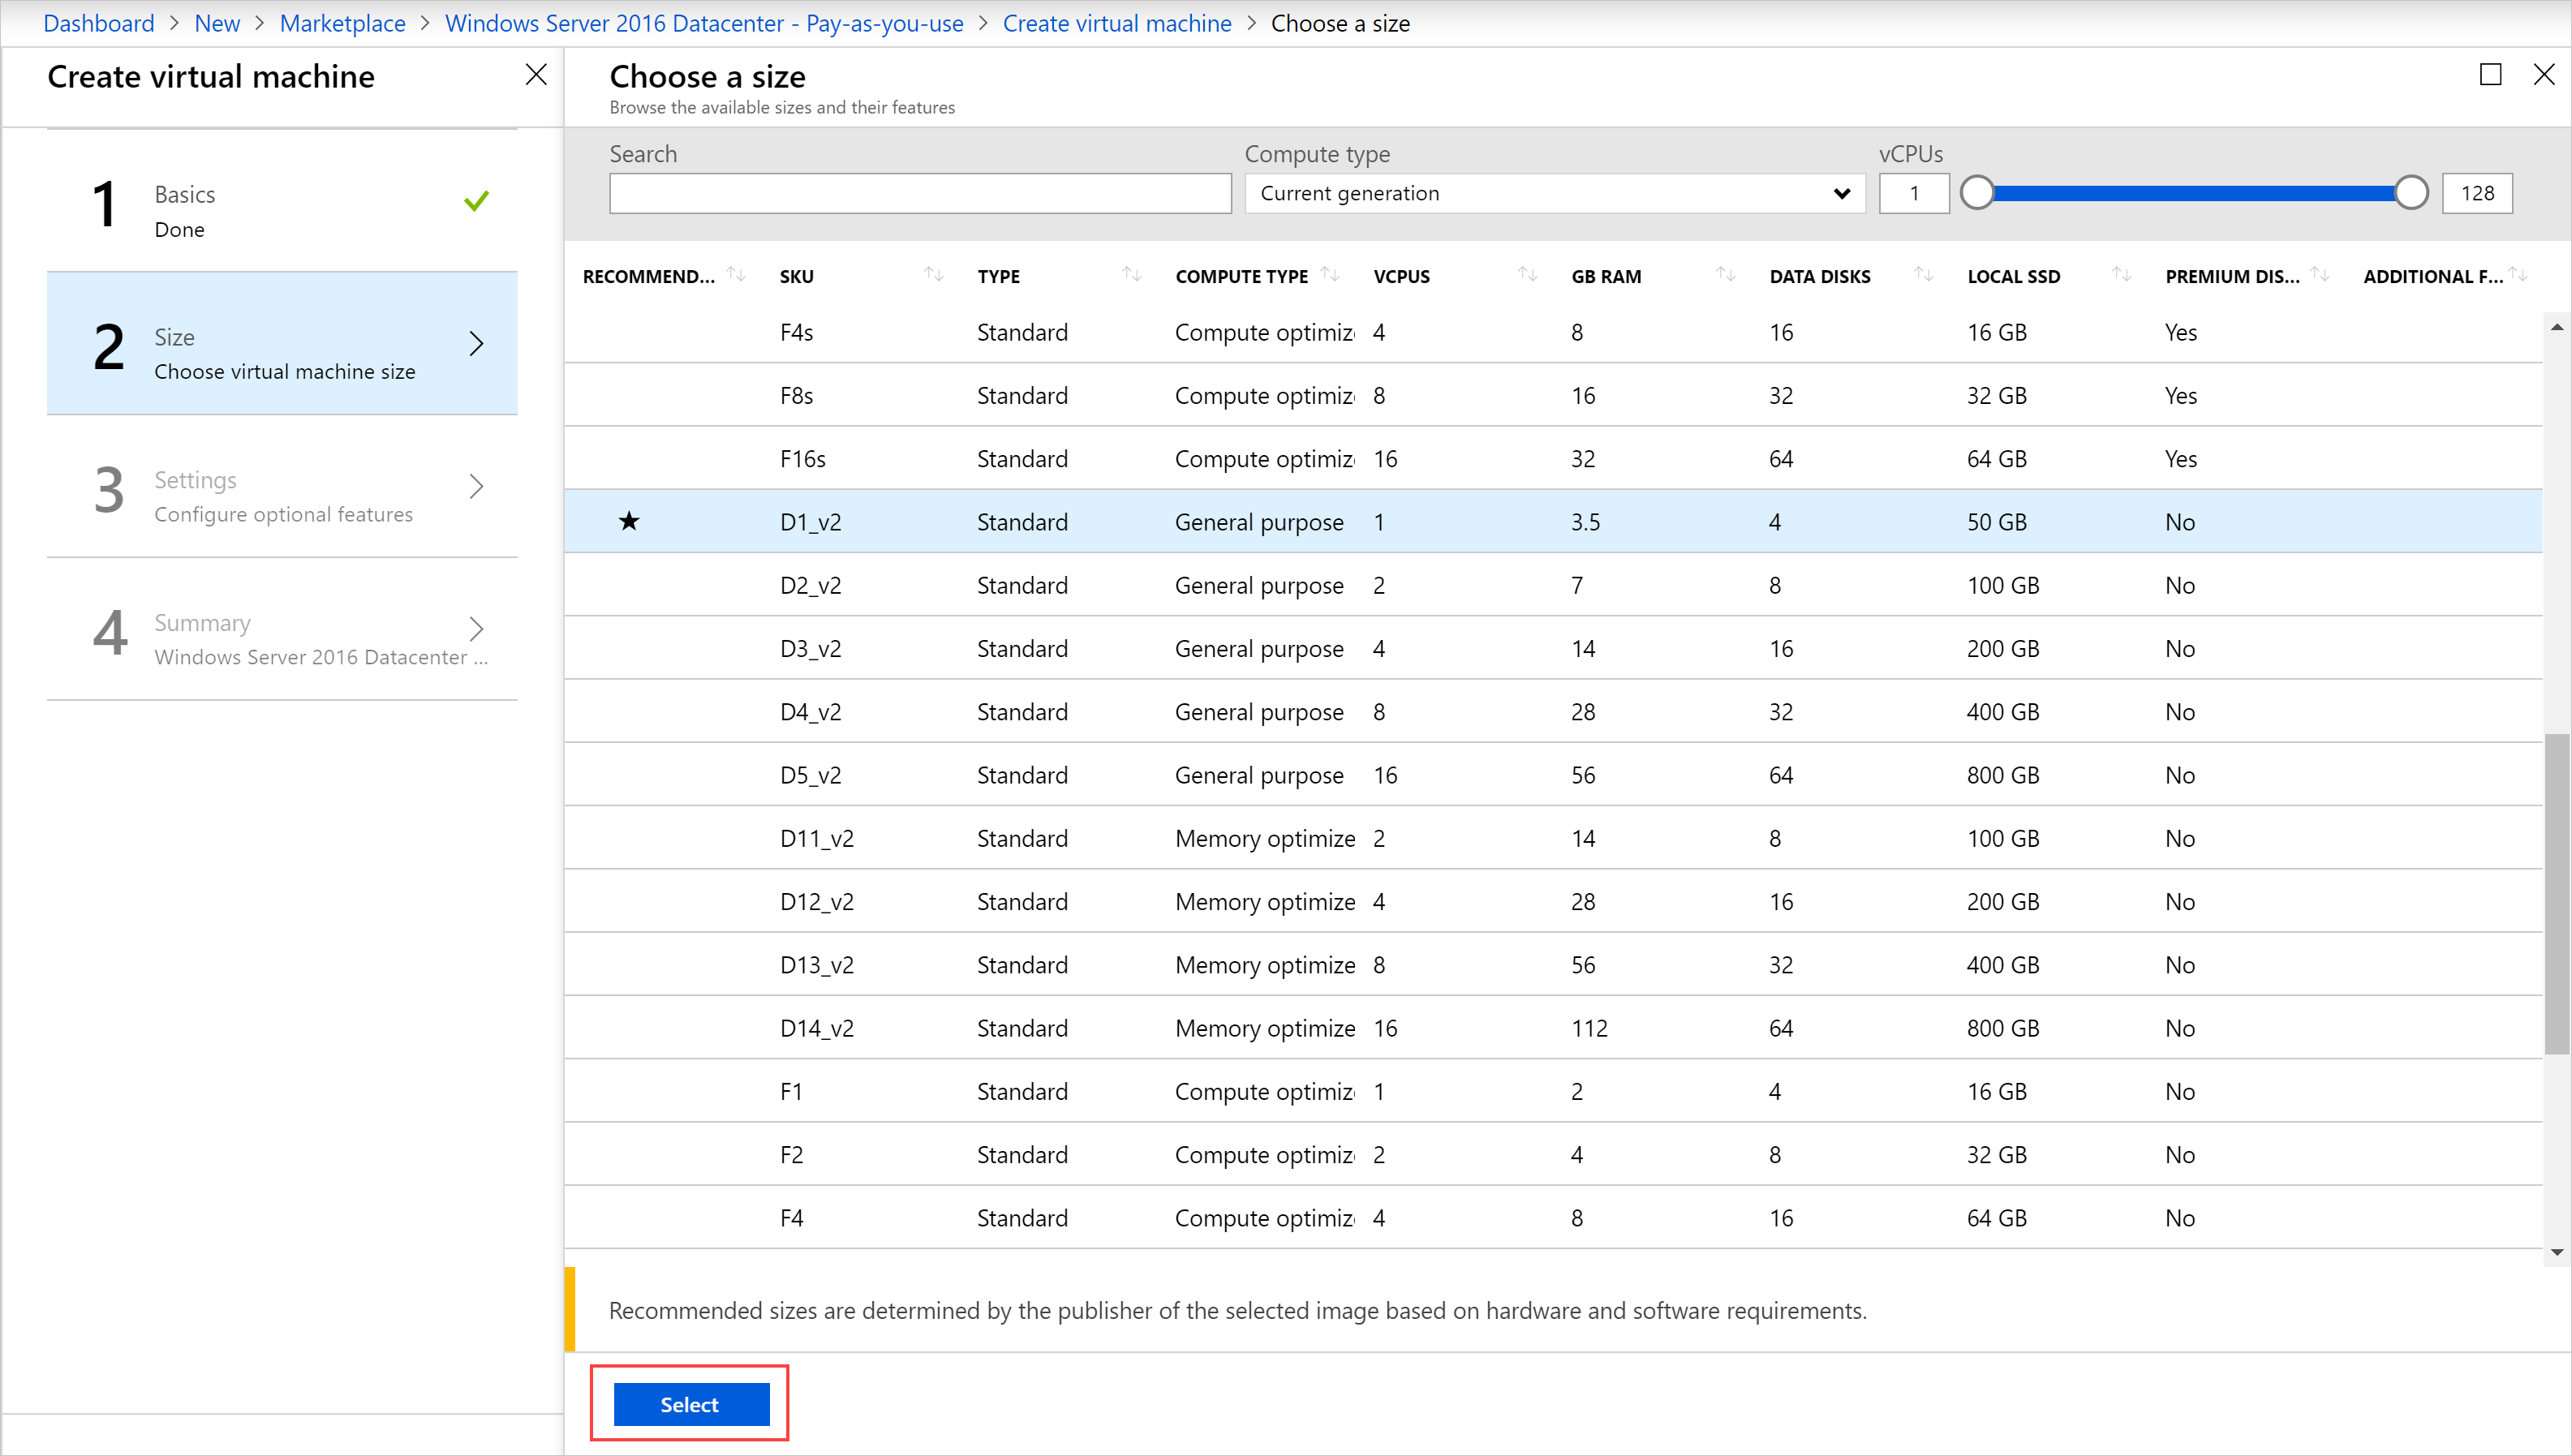 Dashboard > New > Marketplace > Windows Server 2016 Datacenter - Pay-as-you-use > Create virtual machine > Choose a size
Create virtual machine
1 Basics
Done
2 Size
Choose virtual machine size
3 Settings
Configure optional features
4 Summary
Windows Server 2016 Datacenter ...
Choose a size
Browse the available sizes and their features
Search Compute type vCPUs
Current generation 1 128
RECOMMEND... SKU TYPE COMPUTE TYPE VCPUS GB RAM DATA DISKS LOCAL SSD PREMIUM DIS... ADDITIONAL F...
F4s Standard Compute optimiz 4 8 16 16 GB Yes
F8s Standard Compute optimiz 8 16 32 32 GB Yes
F16s Standard Compute optimiz 16 32 64 64 GB Yes
★ D1_v2 Standard General purpose 1 3.5 4 50 GB No
D2_v2 Standard General purpose 2 7 8 100 GB No
D3_v2 Standard General purpose 4 14 16 200 GB No
D4_v2 Standard General purpose 8 28 32 400 GB No
D5_v2 Standard General purpose 16 56 64 800 GB No
D11_v2 Standard Memory optimize 2 14 8 100 GB No
D12_v2 Standard Memory optimize 4 28 16 200 GB No
D13_v2 Standard Memory optimize 8 56 32 400 GB No
D14_v2 Standard Memory optimize 16 112 64 800 GB No
F1 Standard Compute optimiz 1 2 4 16 GB No
F2 Standard Compute optimiz 2 4 8 32 GB No
F4 Standard Compute optimiz 4 8 16 64 GB No
Recommended sizes are determined by the publisher of the selected image based on hardware and software requirements.
Select